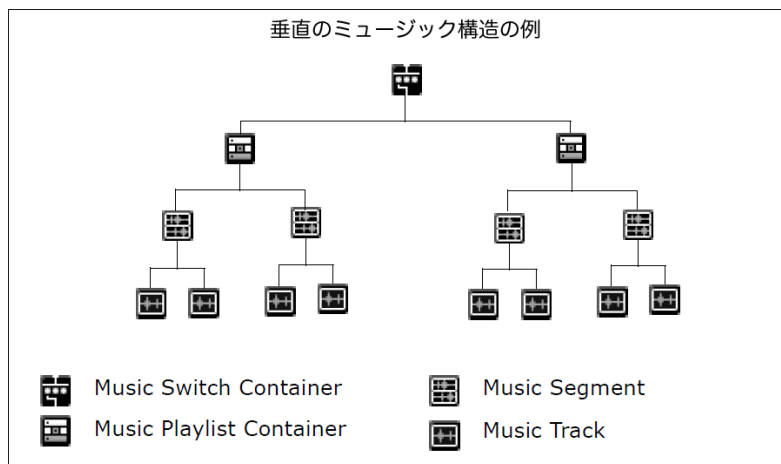 垂直のミュージック構造の例
Music Switch Container
Music Playlist Container
Music Segment
Music Track